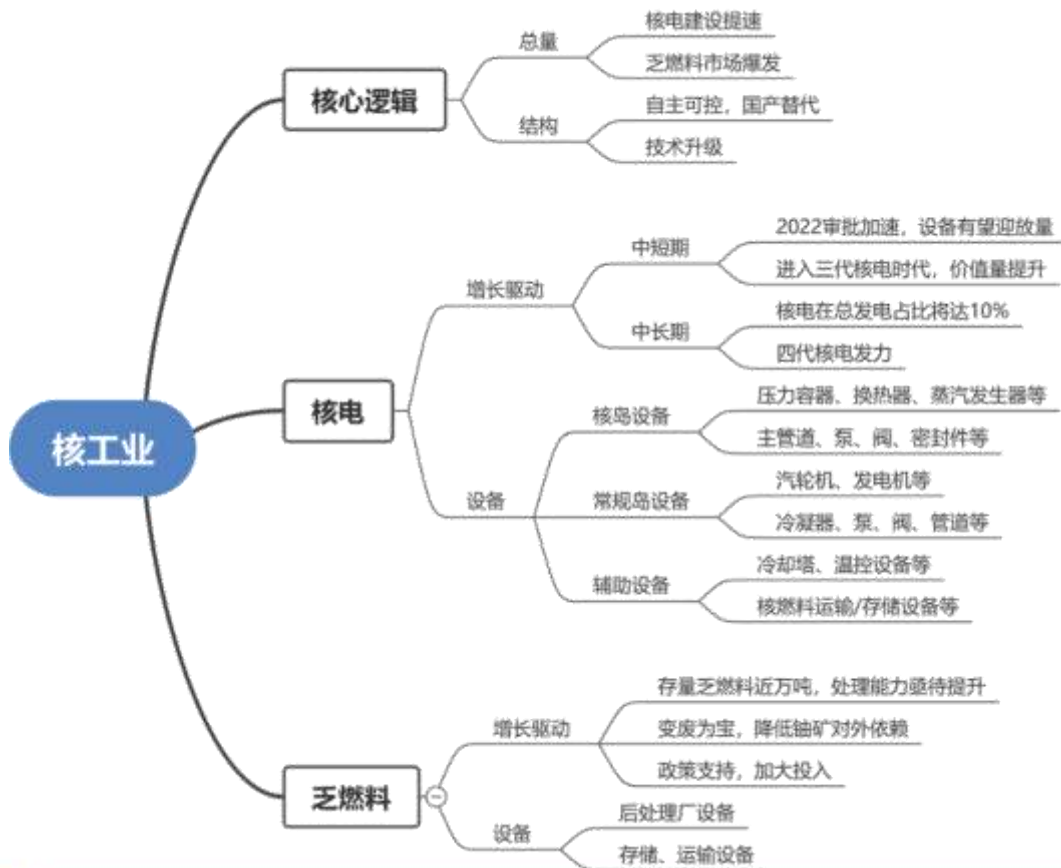 核工业
核心逻辑
总量
核电建设提速
乏燃料市场爆发
结构
自主可控，国产替代
技术升级
核电
增长驱动
中短期
2022审批加速，设备有望迎放量
进入三代核电时代，价值量提升
中长期
核电在总发电占比将达10%
四代核电发力
设备
核岛设备
压力容器、换热器、蒸汽发生器等
主管道、泵、阀、密封件等
常规岛设备
汽轮机、发电机等
冷凝器、泵、阀、管道等
辅助设备
冷却塔、温控设备等
核燃料运输/存储设备等
乏燃料
增长驱动
存量乏燃料近万吨，处理能力亟待提升
变废为宝，降低铀矿对外依赖
政策支持，加大投入
设备
后处理厂设备
存储、运输设备